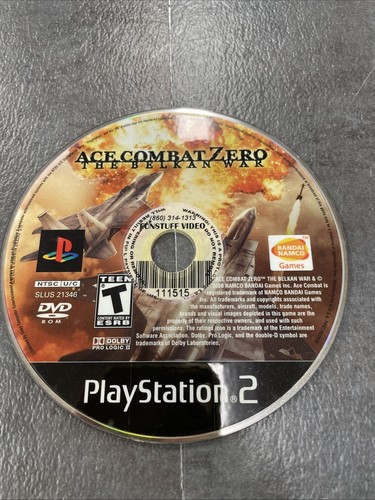 ACE COMBAT ZERO
THE BELKAN WAR
(860) 314-1313
FUNSTUFF VIDEO
111515
NTSC U/C
SLUS 21346
DVD
ROM
TEEN
T
CONTENT RATED BY
ESRB
DOLBY
PRO LOGIC II
BANDAI
NAMCO
Games
ACE COMBAT ZERO™ THE BELKAN WAR & ©
2006 NAMCO BANDAI Games Inc. Ace Combat is
registered trademark of NAMCO BANDAI Games
Inc. All trademarks and copyrights associated with
the manufacturers, aircraft, models, trade names,
brands and visual images depicted in this game are the
property of their respective owners, and used with such
permissions. The ratings icon is a trademark of the Entertainment
Software Association. Dolby, Pro Logic, and the double-D symbol are
trademarks of Dolby Laboratories.
PlayStation®2